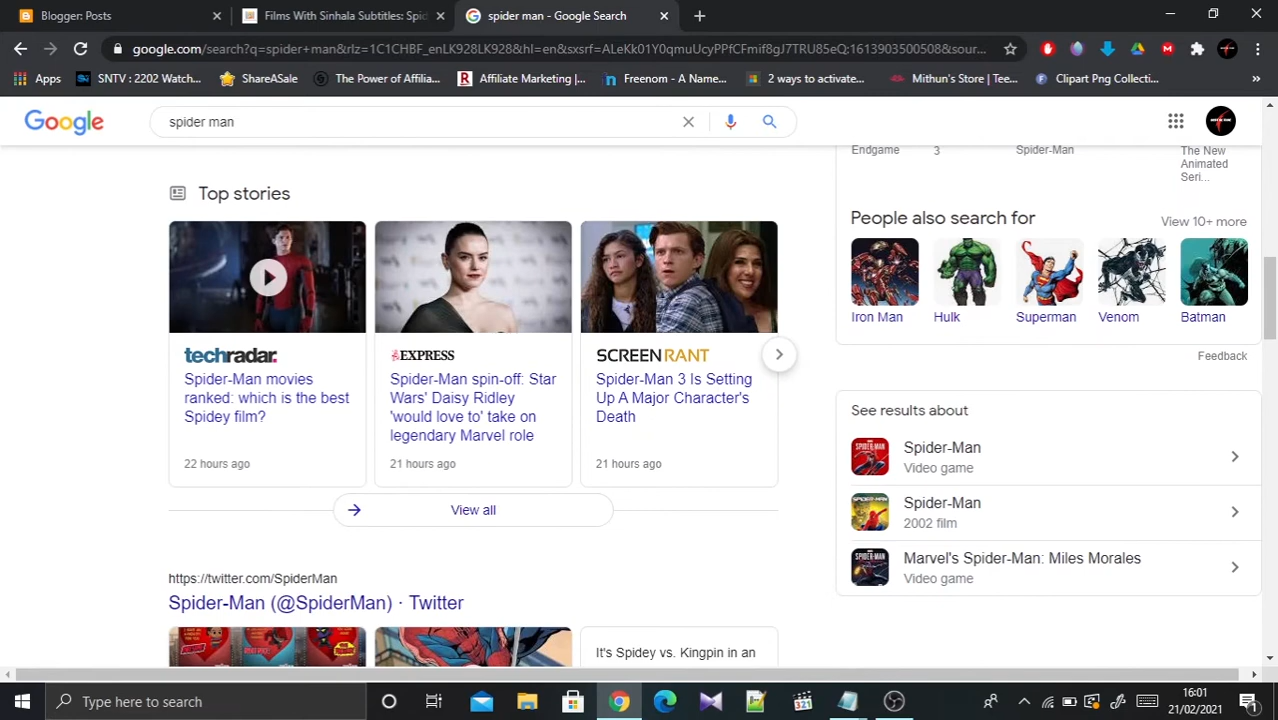 Blogger: Posts
Films With Sinhala Subtitles: Spid
spider man - Google Search
google.com/search?q=spider+man&rlz=1C1CHBF_enLK928LK928&hl=en&sxsrf=ALeKk01Y0qmuUcyPPfCFmif8gJ7TRU85eQ:1613903500508&sour...
Apps
SNTV : 2202 Watch...
ShareASale
The Power of Affilia...
Affiliate Marketing |...
Freenom - A Name...
2 ways to activate...
Mithun's Store | Tee...
Clipart Png Collecti...
Google
spider man
Endgame
3
Spider-Man
The New
Animated
Seri...
Top stories
techradar.
Spider-Man movies
ranked: which is the best
Spidey film?
22 hours ago
EXPRESS
Spider-Man spin-off: Star
Wars' Daisy Ridley
'would love to' take on
legendary Marvel role
21 hours ago
SCREEN RANT
Spider-Man 3 Is Setting
Up A Major Character's
Death
21 hours ago
View all
People also search for
View 10+ more
Iron Man
Hulk
Superman
Venom
Batman
Feedback
See results about
Spider-Man
Video game
Spider-Man
2002 film
Marvel's Spider-Man: Miles Morales
Video game
https://twitter.com/SpiderMan
Spider-Man (@SpiderMan) · Twitter
It's Spidey vs. Kingpin in an
Type here to search
16:01
21/02/2021